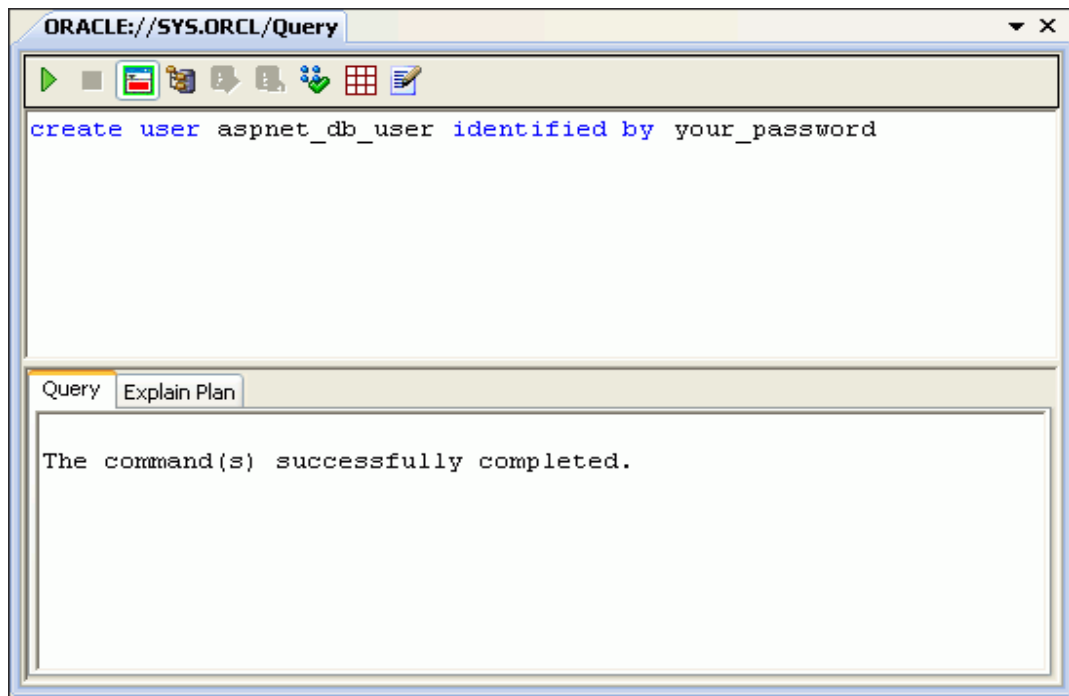 ORACLE://SYS.ORCL/Query
create user aspnet_db_user identified by your_password
Query Explain Plan
The command(s) successfully completed.